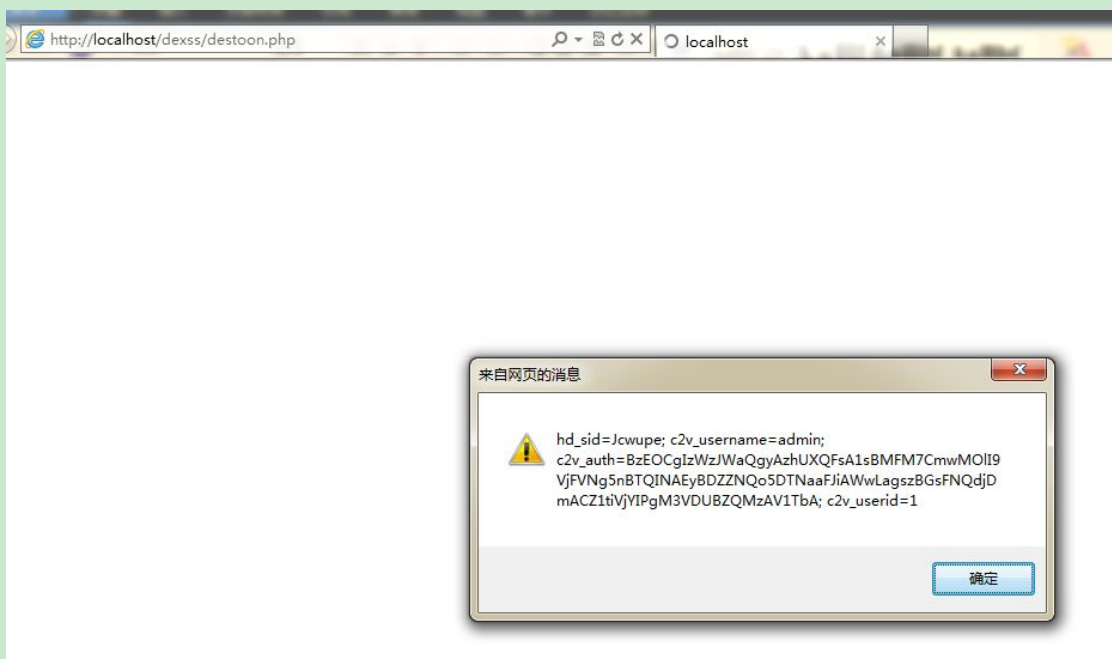 http://localhost/dexss/destoon.php
localhost
来自网页的消息
hd_sid=Jcwupe; c2v_username=admin;
c2v_auth=BzEOCgIzWzJWaQgyAzhUXQFsA1sBMFM7CmwMOlI9
VjFVNg5nBTQINAEyBDZZNQo5DTNaaFJiAWwLagszBGsFNQdjD
mACZ1tiVjYIPgM3VDUBZQMzAV1TbA; c2v_userid=1
确定